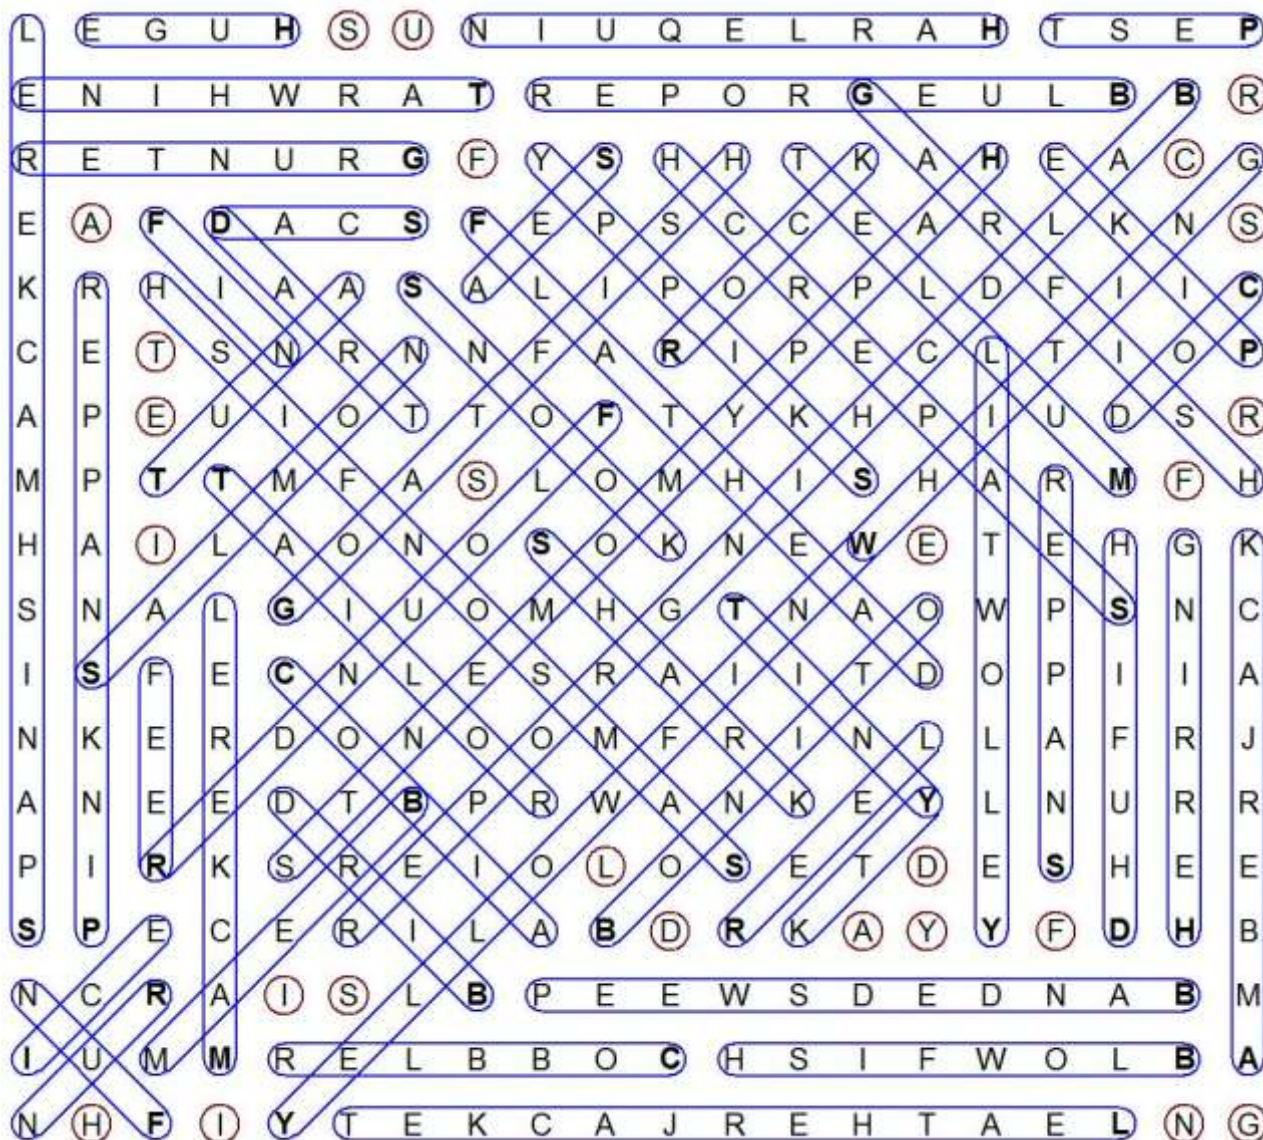 L E G U H S U N I U Q E L R A H T S E P
E N I H W R A T R E P O R G E U L B B R
R E T N U R G F Y S H H T K A H E A C G
E A F D A C S F E P S C C E A R L K N S
K R H I A A S A L I P O R P L D F I I C
C E T S N R N N F A R I P E C L T I O P
A P E U I O T T O F T Y K H P I U D S R
M P T T M F A S L O M H I S H A R M F H
H A I L A O N O S O K N E W E T E H G K
S N A L G I U O M H G T N A O W P S N C
I S F E C N L E S R A I I T D O P I I A
N K E R D O N O O M F R I N L L A F R J
A N E E D T B P R W A N K E Y L N U R R
P I R K S R E I O L O S E T D E S H E E
S P E C E R I L A B D R K A Y Y F D H B
N C R A I S L B P E E W S D E D N A B M
I U M M R E L B B O C H S I F W O L B A
N H F I Y T E K C A J R E H T A E L N G